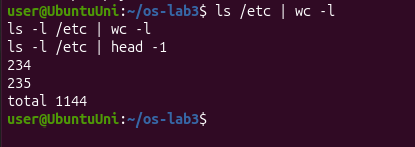 user@UbuntuUni:~/os-lab3$ ls /etc | wc -l
ls -l /etc | wc -l
ls -l /etc | head -1
234
235
total 1144
user@UbuntuUni:~/os-lab3$